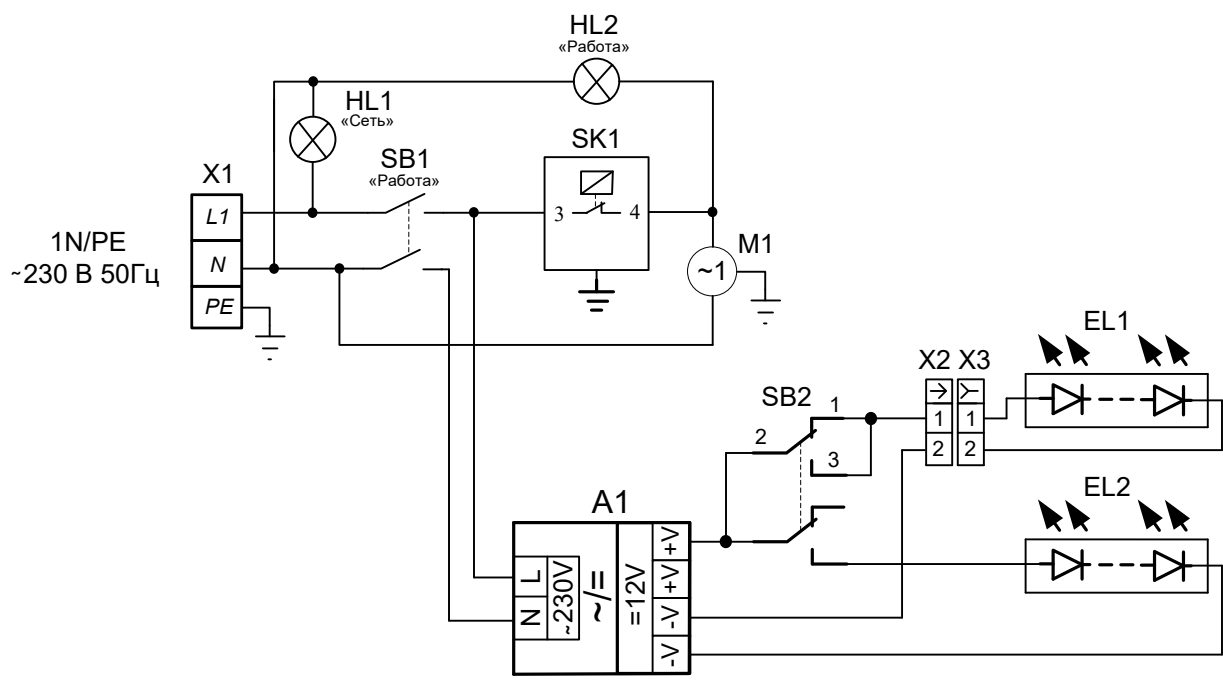 HL2
«Работа»
HL1
«Сеть»
SK1
SB1
«Работа»
X1
L1
3
4
1N/PE
~230 В 50Гц
N
M1
~1
PE
EL1
X2 X3
SB2
1
2
3
1
1
2
2
EL2
A1
L
N
~230V
~/=
=12V
+V
+V
-V
-V